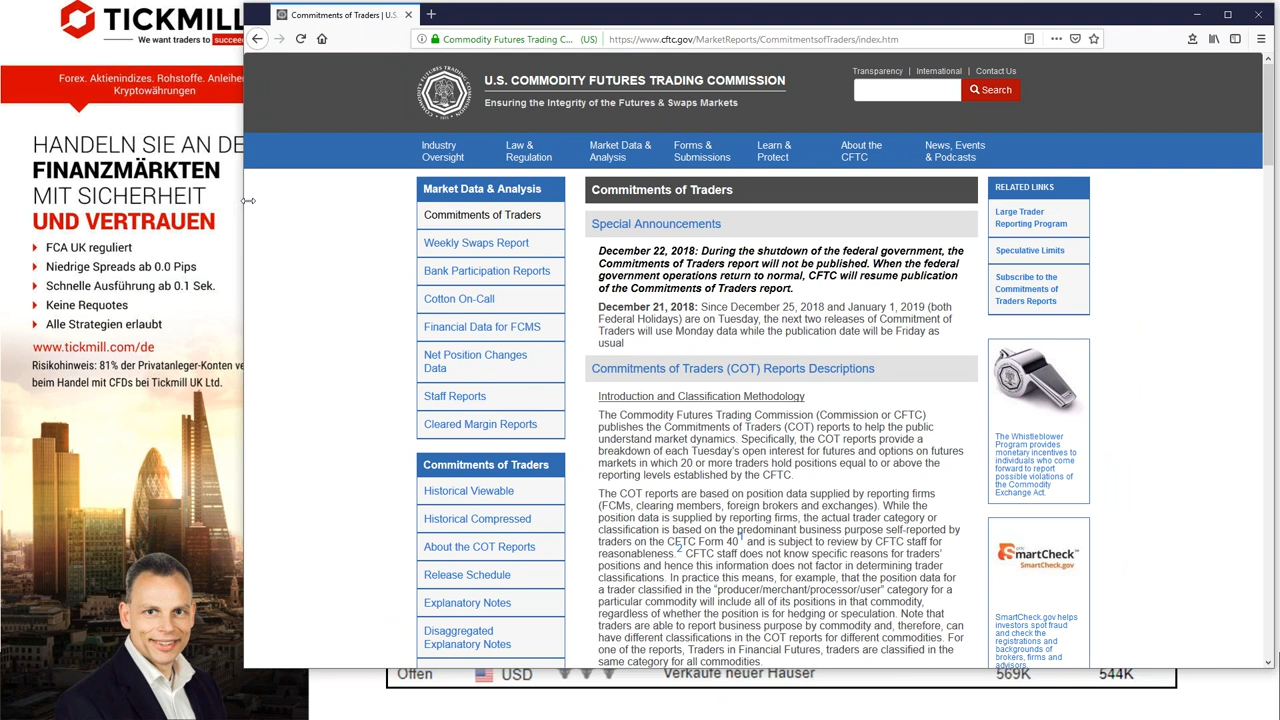 TICKMILL
We want traders to succeed
Forex. Aktienindizes. Rohstoffe. Anleihen
Kryptowährungen
HANDELN SIE AN DE
FINANZMÄRKTEN
MIT SICHERHEIT
UND VERTRAUEN
FCA UK reguliert
Niedrige Spreads ab 0.0 Pips
Schnelle Ausführung ab 0.1 Sek.
Keine Requotes
Alle Strategien erlaubt
www.tickmill.com/de
Risikohinweis: 81% der Privatanleger-Konten ve
beim Handel mit CFDs bei Tickmill UK Ltd.
Commitments of Traders | U.S.
Commodity Futures Trading C... (US)
https://www.cftc.gov/MarketReports/CommitmentsofTraders/index.htm
U.S. COMMODITY FUTURES TRADING COMMISSION
Ensuring the Integrity of the Futures & Swaps Markets
Transparency | International | Contact Us
Search
Industry
Oversight
Law &
Regulation
Market Data &
Analysis
Forms &
Submissions
Learn &
Protect
About the
CFTC
News, Events
& Podcasts
Market Data & Analysis
Commitments of Traders
Weekly Swaps Report
Bank Participation Reports
Cotton On-Call
Financial Data for FCMS
Net Position Changes
Data
Staff Reports
Cleared Margin Reports
Commitments of Traders
Historical Viewable
Historical Compressed
About the COT Reports
Release Schedule
Explanatory Notes
Disaggregated
Explanatory Notes
Commitments of Traders
Special Announcements
December 22, 2018: During the shutdown of the federal government, the
Commitments of Traders report will not be published. When the federal
government operations return to normal, CFTC will resume publication
of the Commitments of Traders report.
December 21, 2018: Since December 25, 2018 and January 1, 2019 (both
Federal Holidays) are on Tuesday, the next two releases of Commitment of
Traders will use Monday data while the publication date will be Friday as
usual
Commitments of Traders (COT) Reports Descriptions
Introduction and Classification Methodology
The Commodity Futures Trading Commission (Commission or CFTC)
publishes the Commitments of Traders (COT) reports to help the public
understand market dynamics. Specifically, the COT reports provide a
breakdown of each Tuesday's open interest for futures and options on futures
markets in which 20 or more traders hold positions equal to or above the
reporting levels established by the CFTC.
The COT reports are based on position data supplied by reporting firms
(FCMs, clearing members, foreign brokers and exchanges). While the
position data is supplied by reporting firms, the actual trader category or
classification is based on the predominant business purpose self-reported by
traders on the CFTC Form 40¹ and is subject to review by CFTC staff for
reasonableness.² CFTC staff does not know specific reasons for traders'
positions and hence this information does not factor in determining trader
classifications. In practice this means, for example, that the position data for
a trader classified in the "producer/merchant/processor/user" category for a
particular commodity will include all of its positions in that commodity,
regardless of whether the position is for hedging or speculation. Note that
traders are able to report business purpose by commodity and, therefore, can
have different classifications in the COT reports for different commodities. For
one of the reports, Traders in Financial Futures, traders are classified in the
same category for all commodities.
RELATED LINKS
Large Trader
Reporting Program
Speculative Limits
Subscribe to the
Commitments of
Traders Reports
The Whistleblower
Program provides
monetary incentives to
individuals who come
forward to report
possible violations of
the Commodity
Exchange Act.
SmartCheck
SmartCheck.gov
SmartCheck.gov helps
investors spot fraud
and check the
registrations and
backgrounds of
brokers, firms and
advisors.
Offen USD Verkäufe neuer Häuser 569K 544K